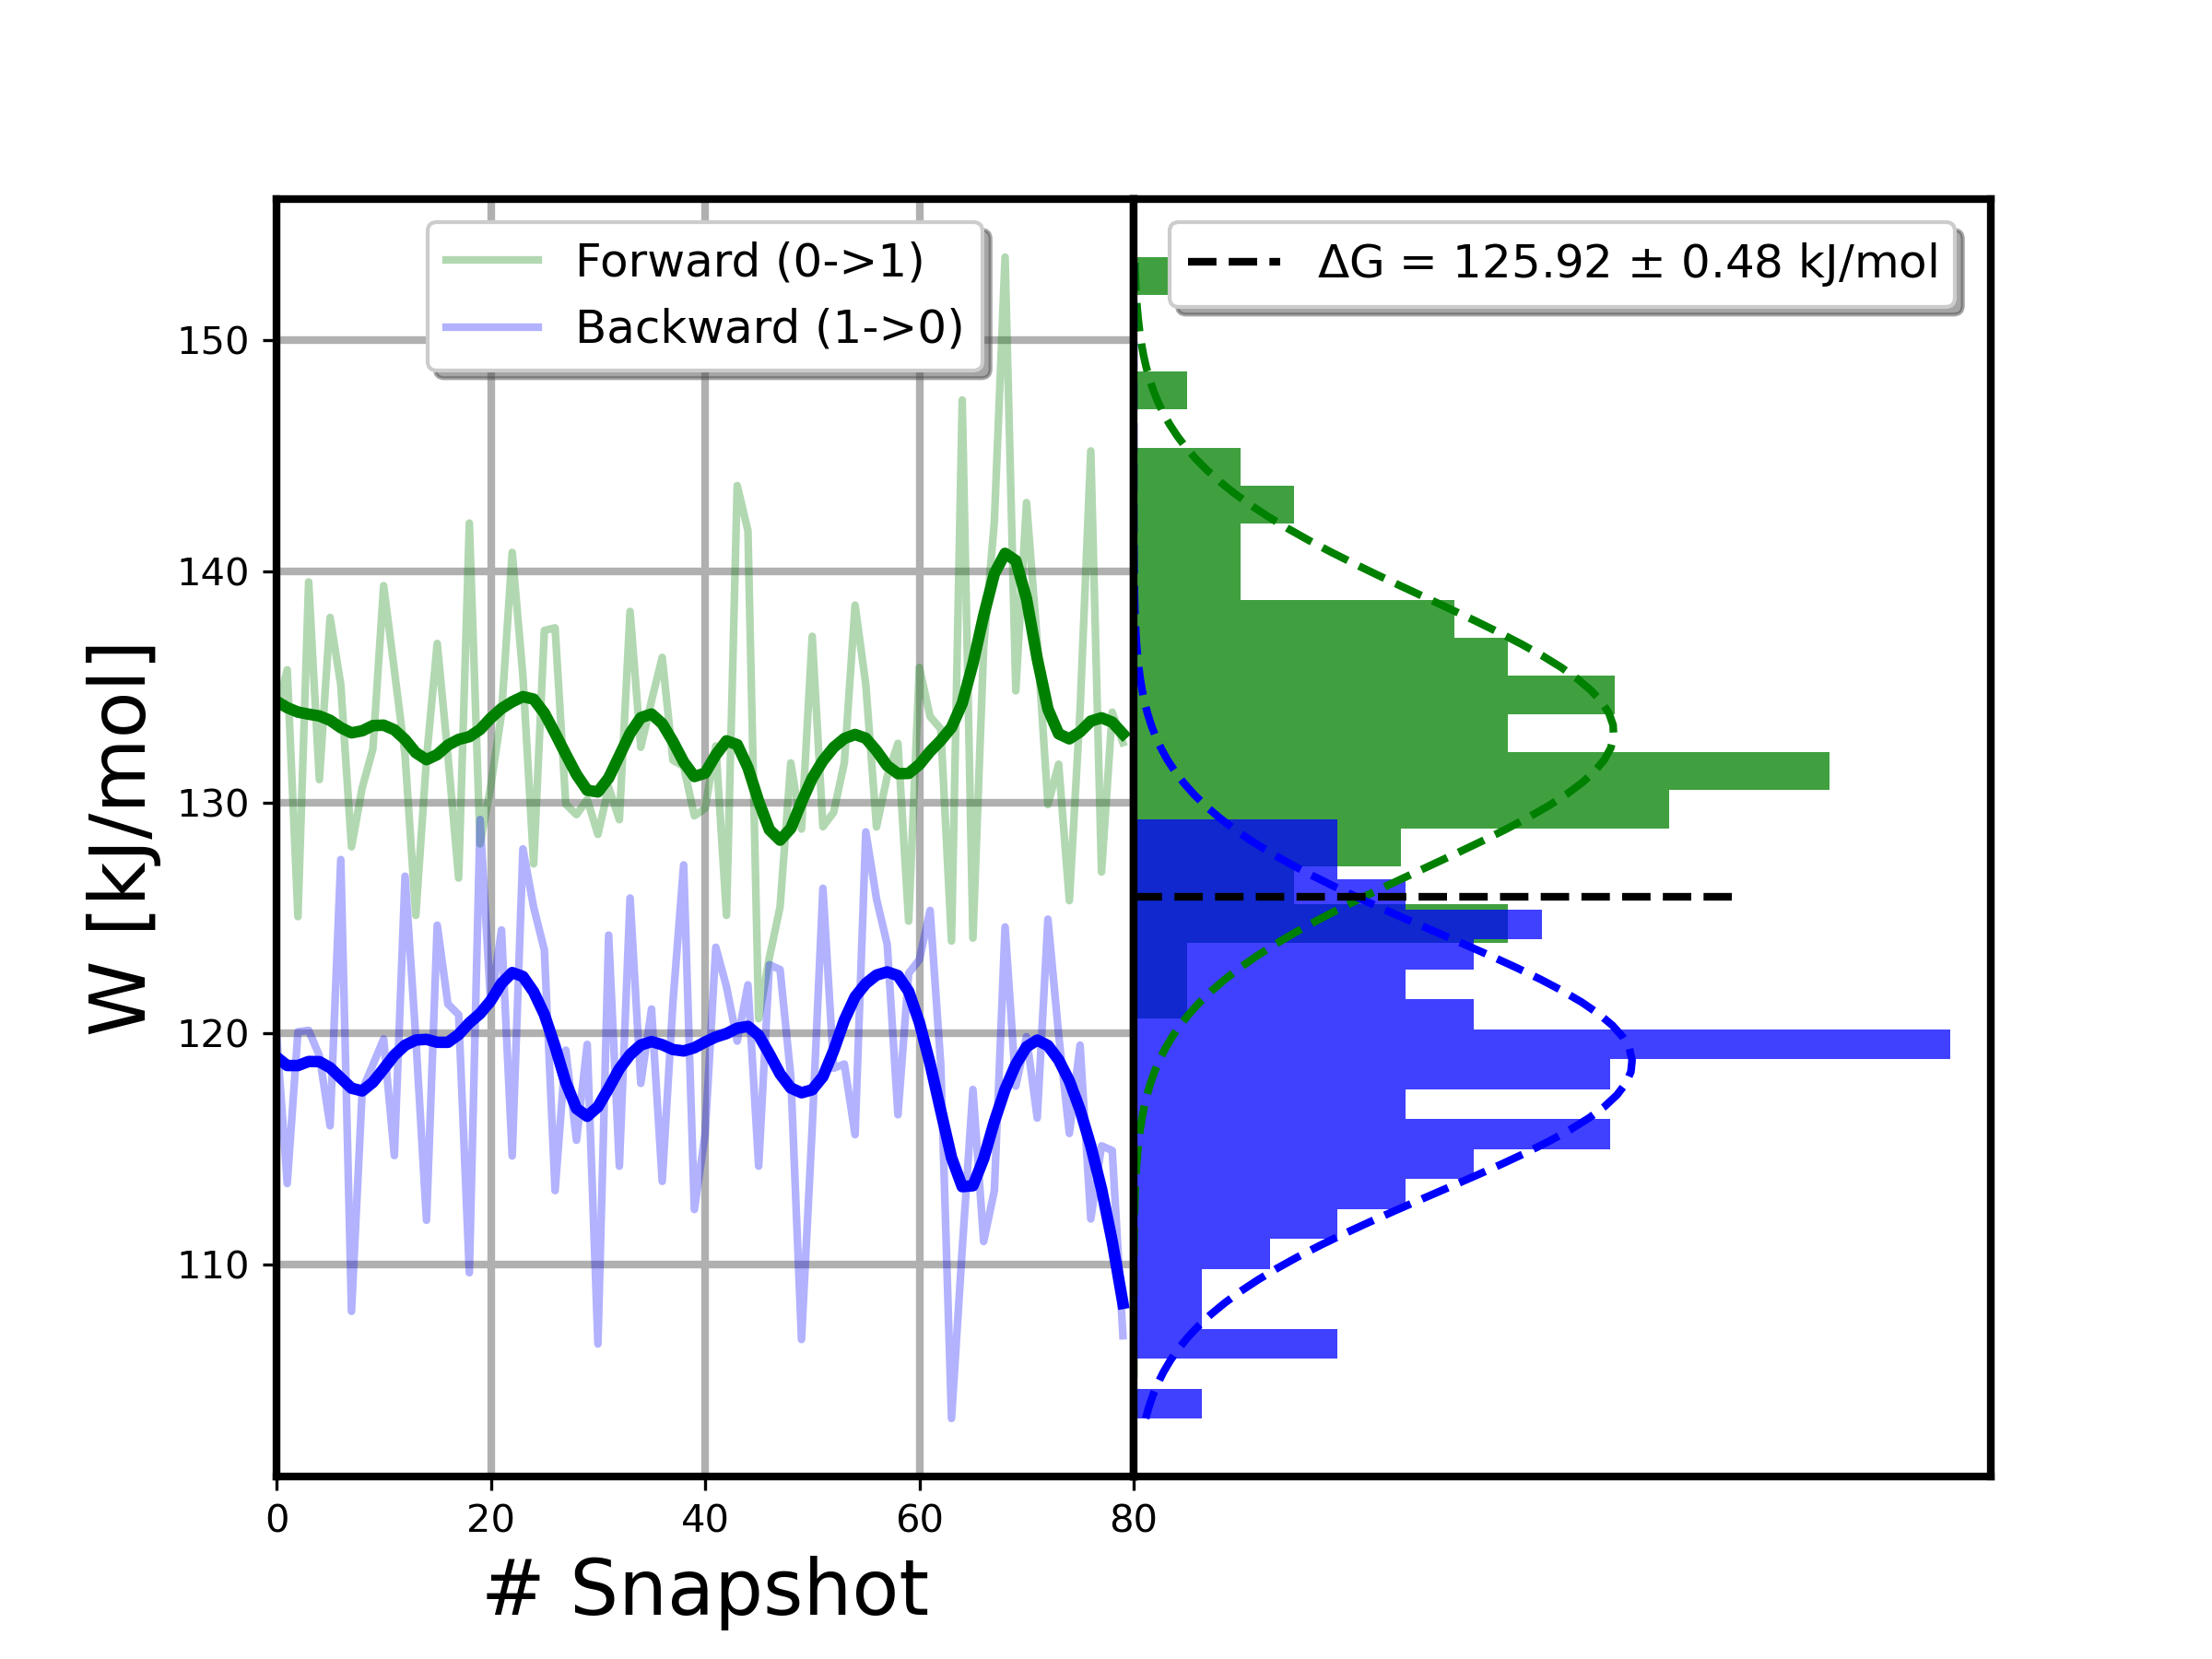 Forward (0->1)
Backward (1->0)
ΔG = 125.92 ± 0.48 kJ/mol
W [kJ/mol]
150
140
130
120
110
0 20 40 60 80
# Snapshot